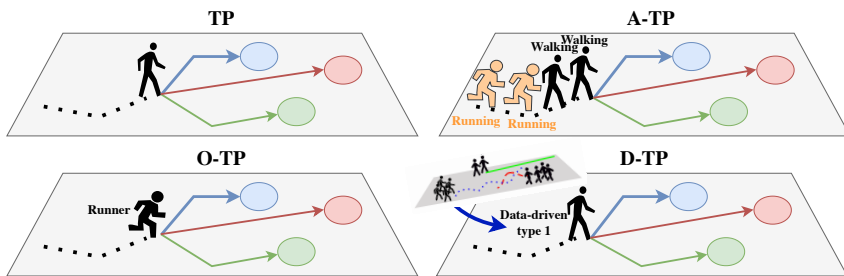 TP
A-TP
Walking
Walking
Running
Running
O-TP
D-TP
Runner
Data-driven
type 1